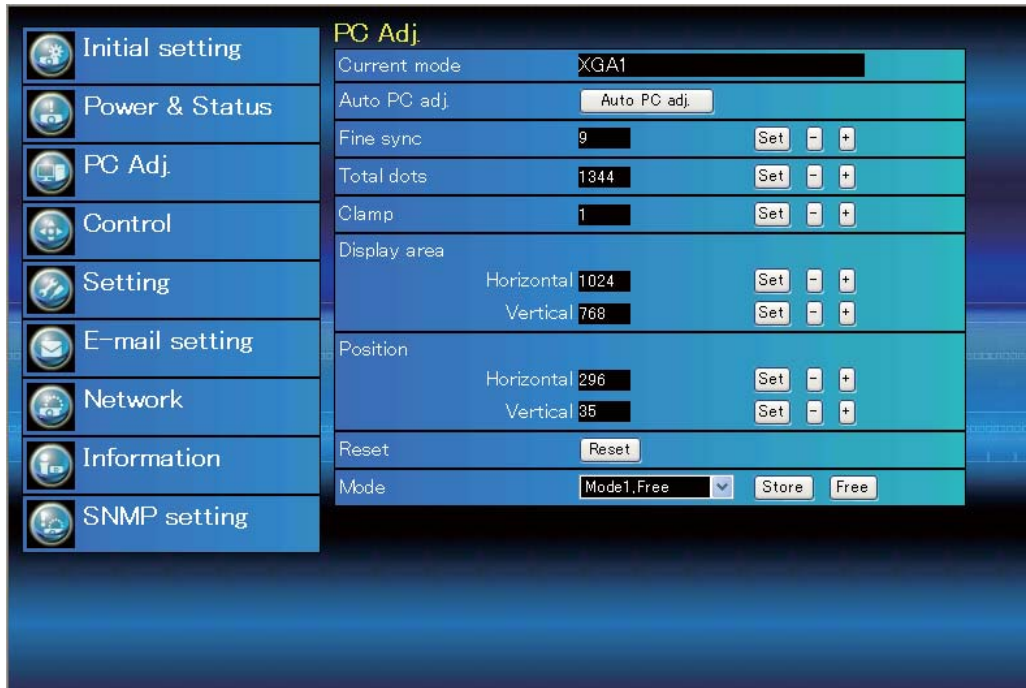 Initial setting
Power & Status
PC Adj.
Control
Setting
E-mail setting
Network
Information
SNMP setting
PC Adj.
Current mode XGA1
Auto PC adj. Auto PC adj.
Fine sync 9 Set - +
Total dots 1344 Set - +
Clamp 1 Set - +
Display area
Horizontal 1024 Set - +
Vertical 768 Set - +
Position
Horizontal 296 Set - +
Vertical 35 Set - +
Reset Reset
Mode Mode1,Free Store Free